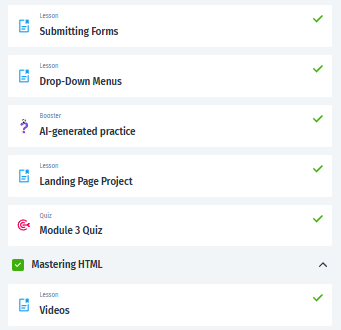 Lesson
Submitting Forms
Lesson
Drop-Down Menus
Booster
AI-generated practice
Lesson
Landing Page Project
Quiz
Module 3 Quiz
Mastering HTML
Lesson
Videos